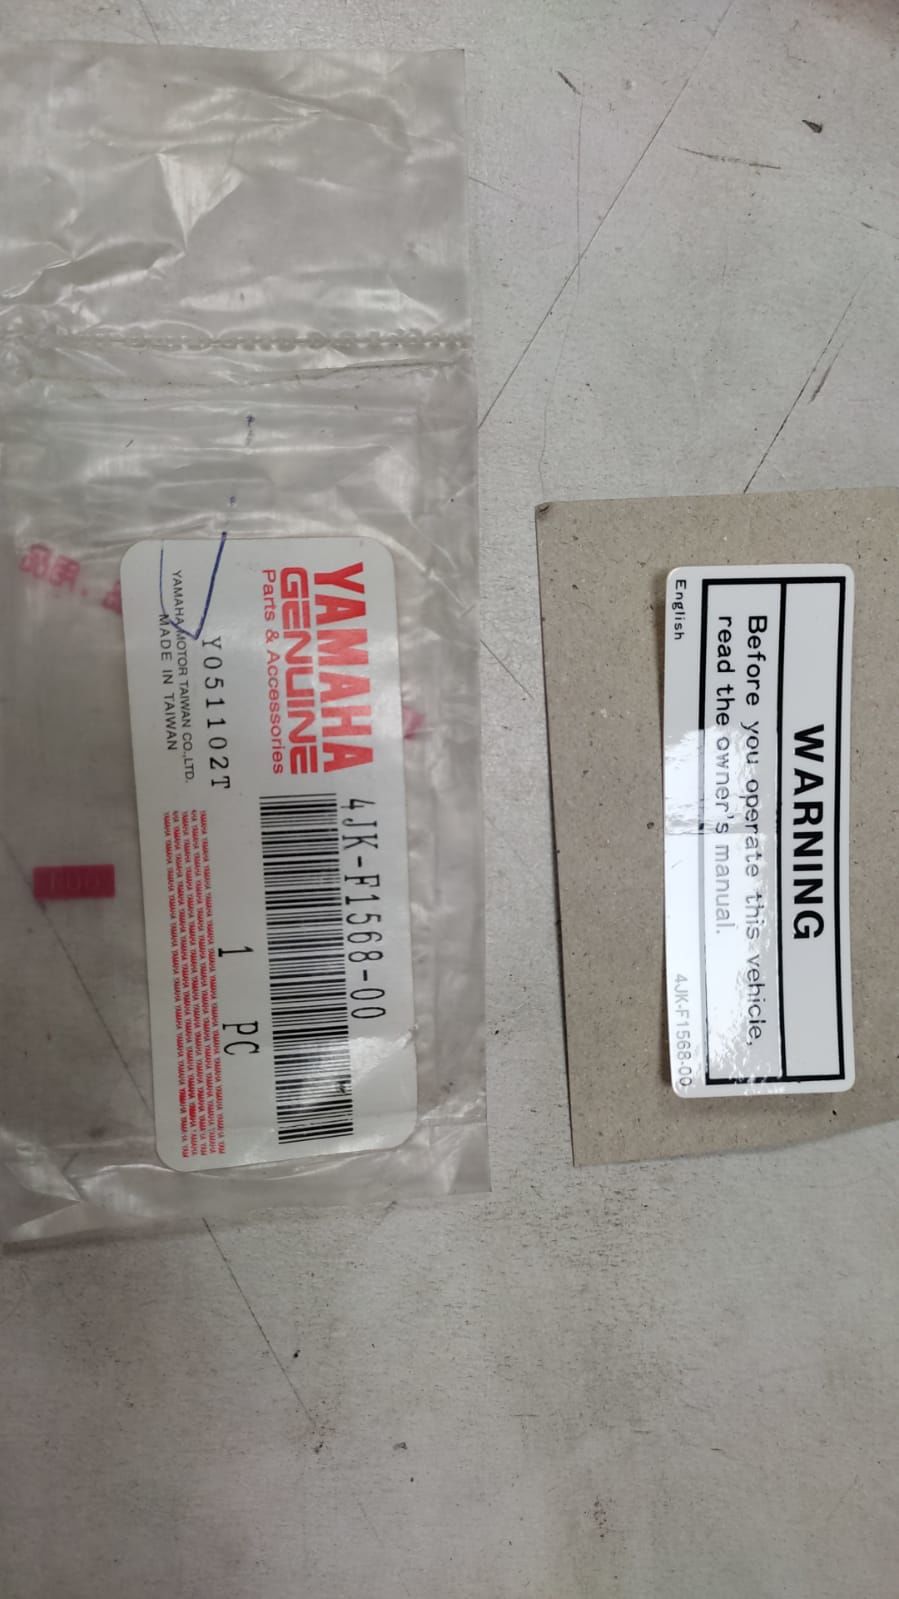 YAMAHA
GENUINE
Parts & Accessories
4JK-F1568-00
Y051102T
1 PC
YAMAHA MOTOR TAIWAN CO.,LTD.
MADE IN TAIWAN
WARNING
Before you operate this vehicle,
read the owner's manual.
English
4JK-F1568-00